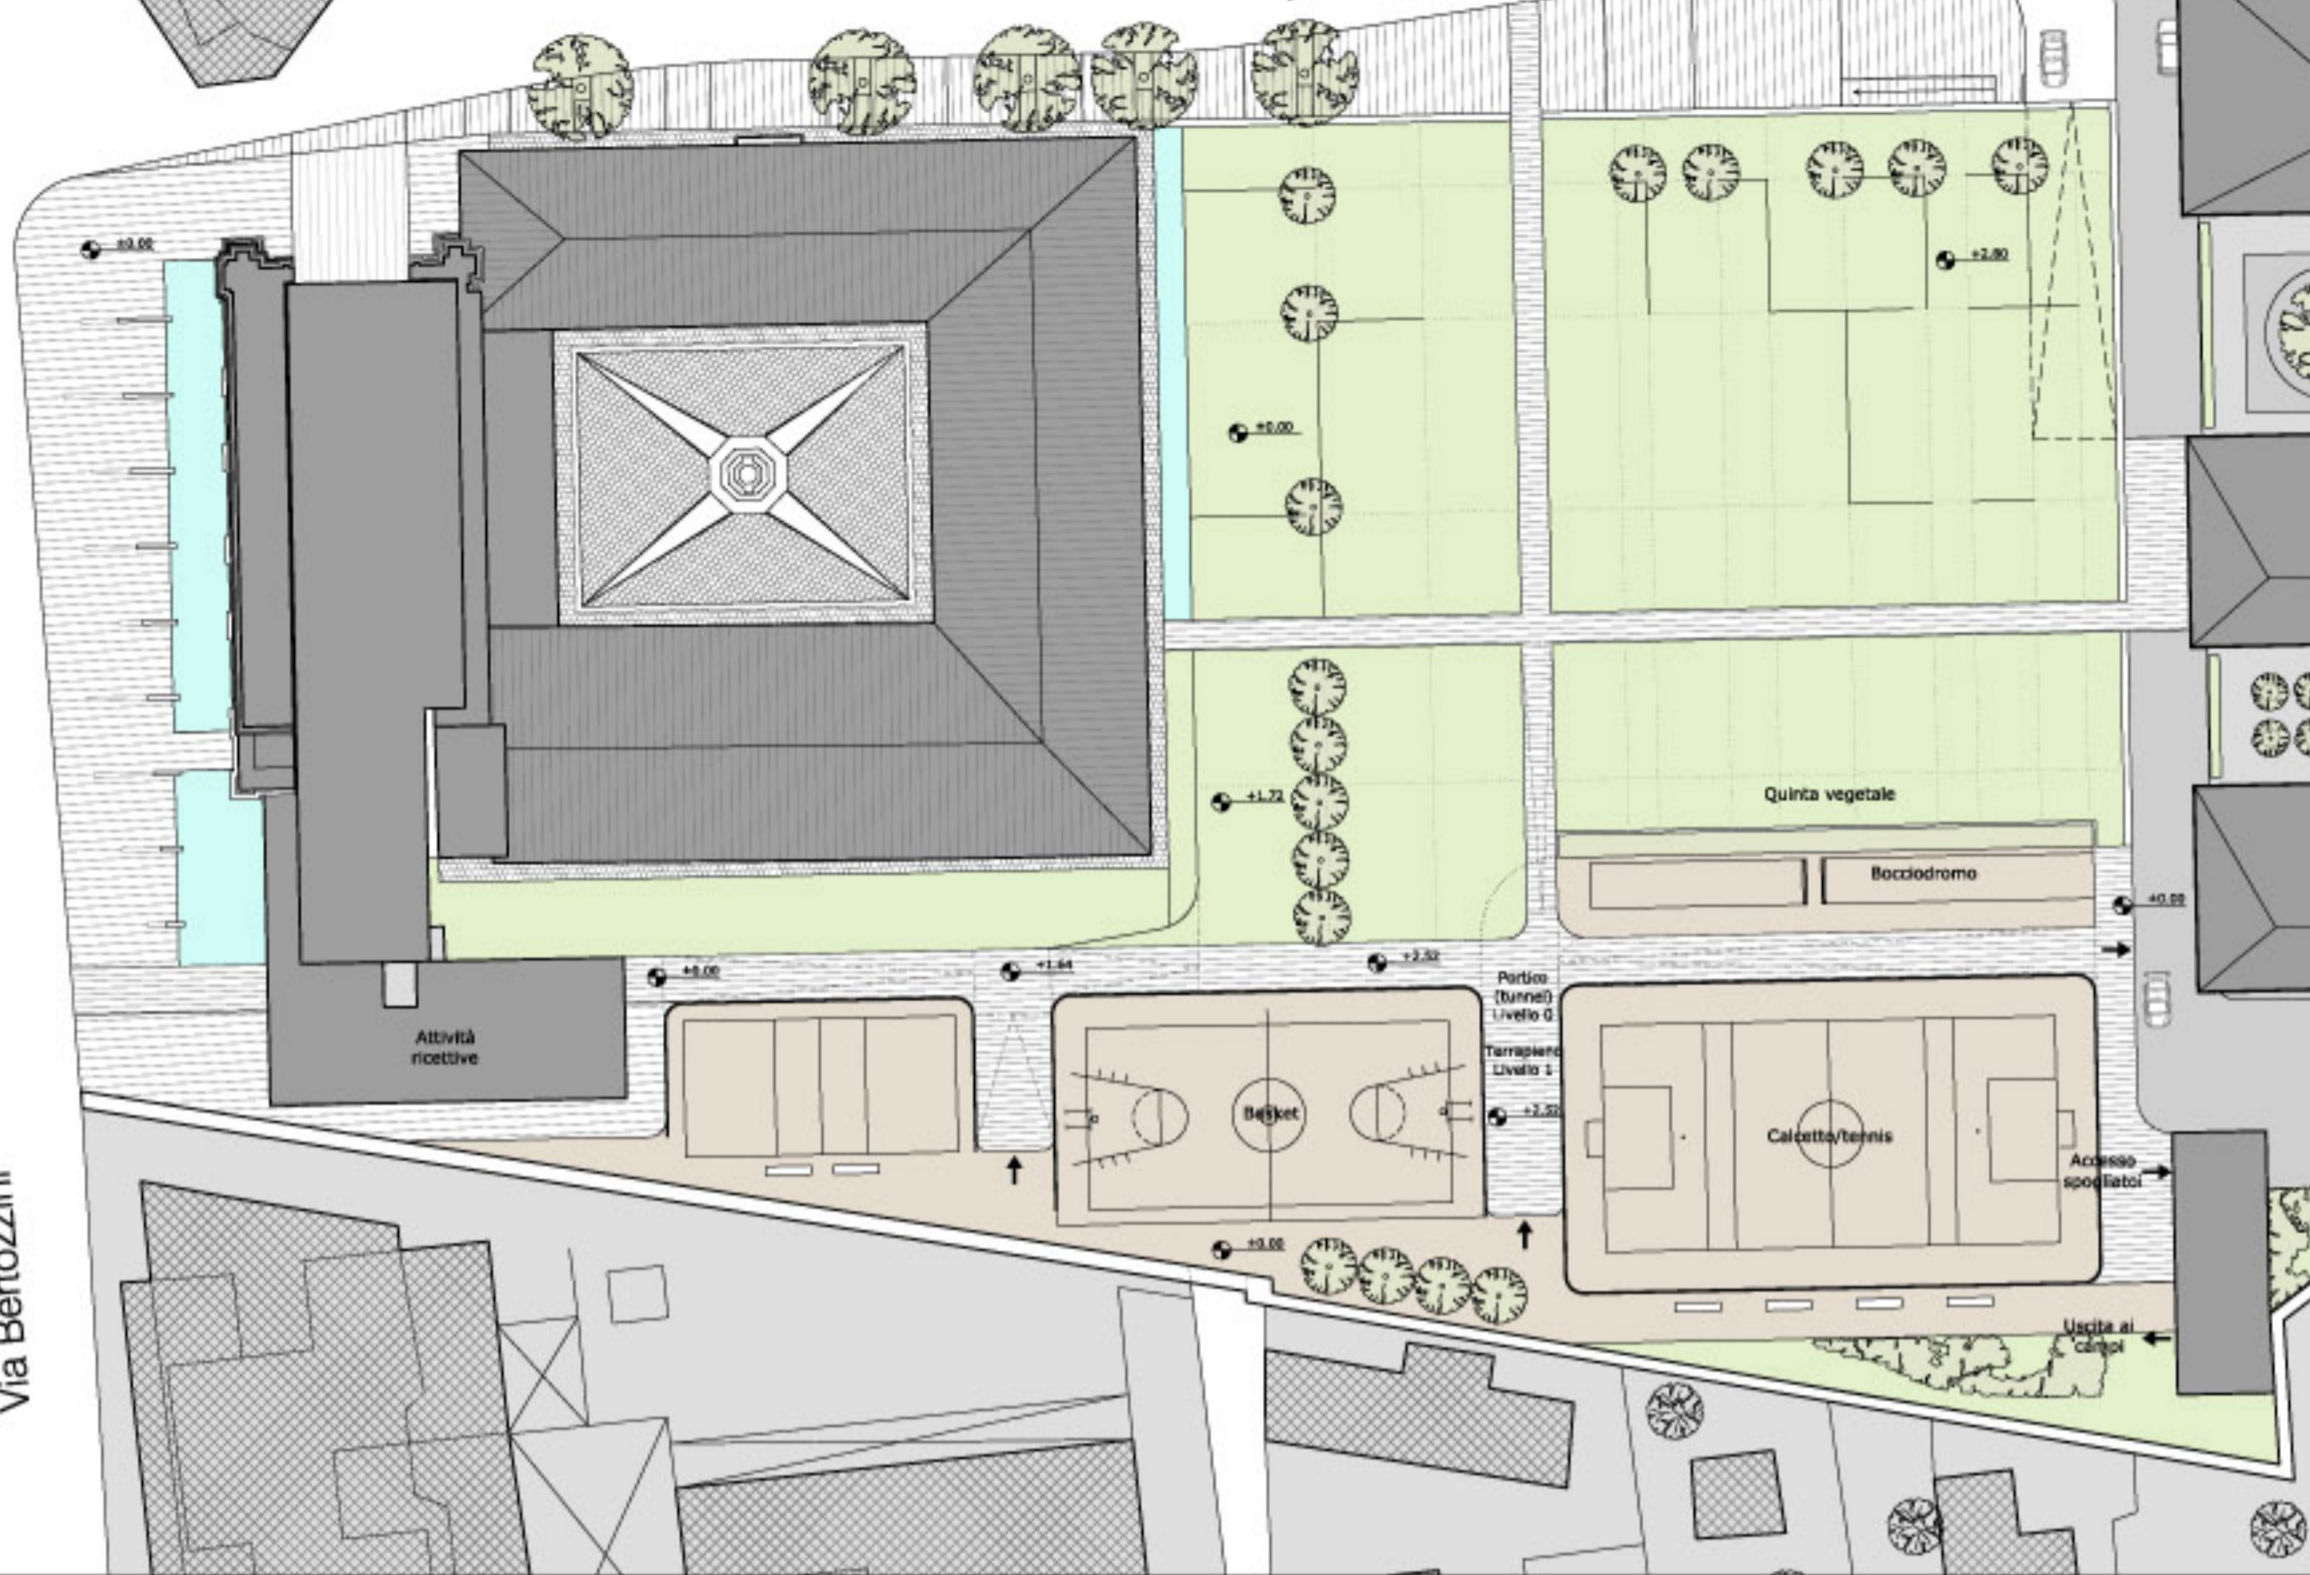 ±0.00
+2.80
±0.00
Quinta vegetale
+1.72
Bocciodromo
±0.00
+2.52
±0.00
+1.64
Portico
(tunnel)
Livello 0
Attività
ricettive
Terrapieno
Livello 1
Basket
+2.52
Calcetto/tennis
Accesso
spogliatoi
±0.00
Uscita ai
campi
Via Bertozzini